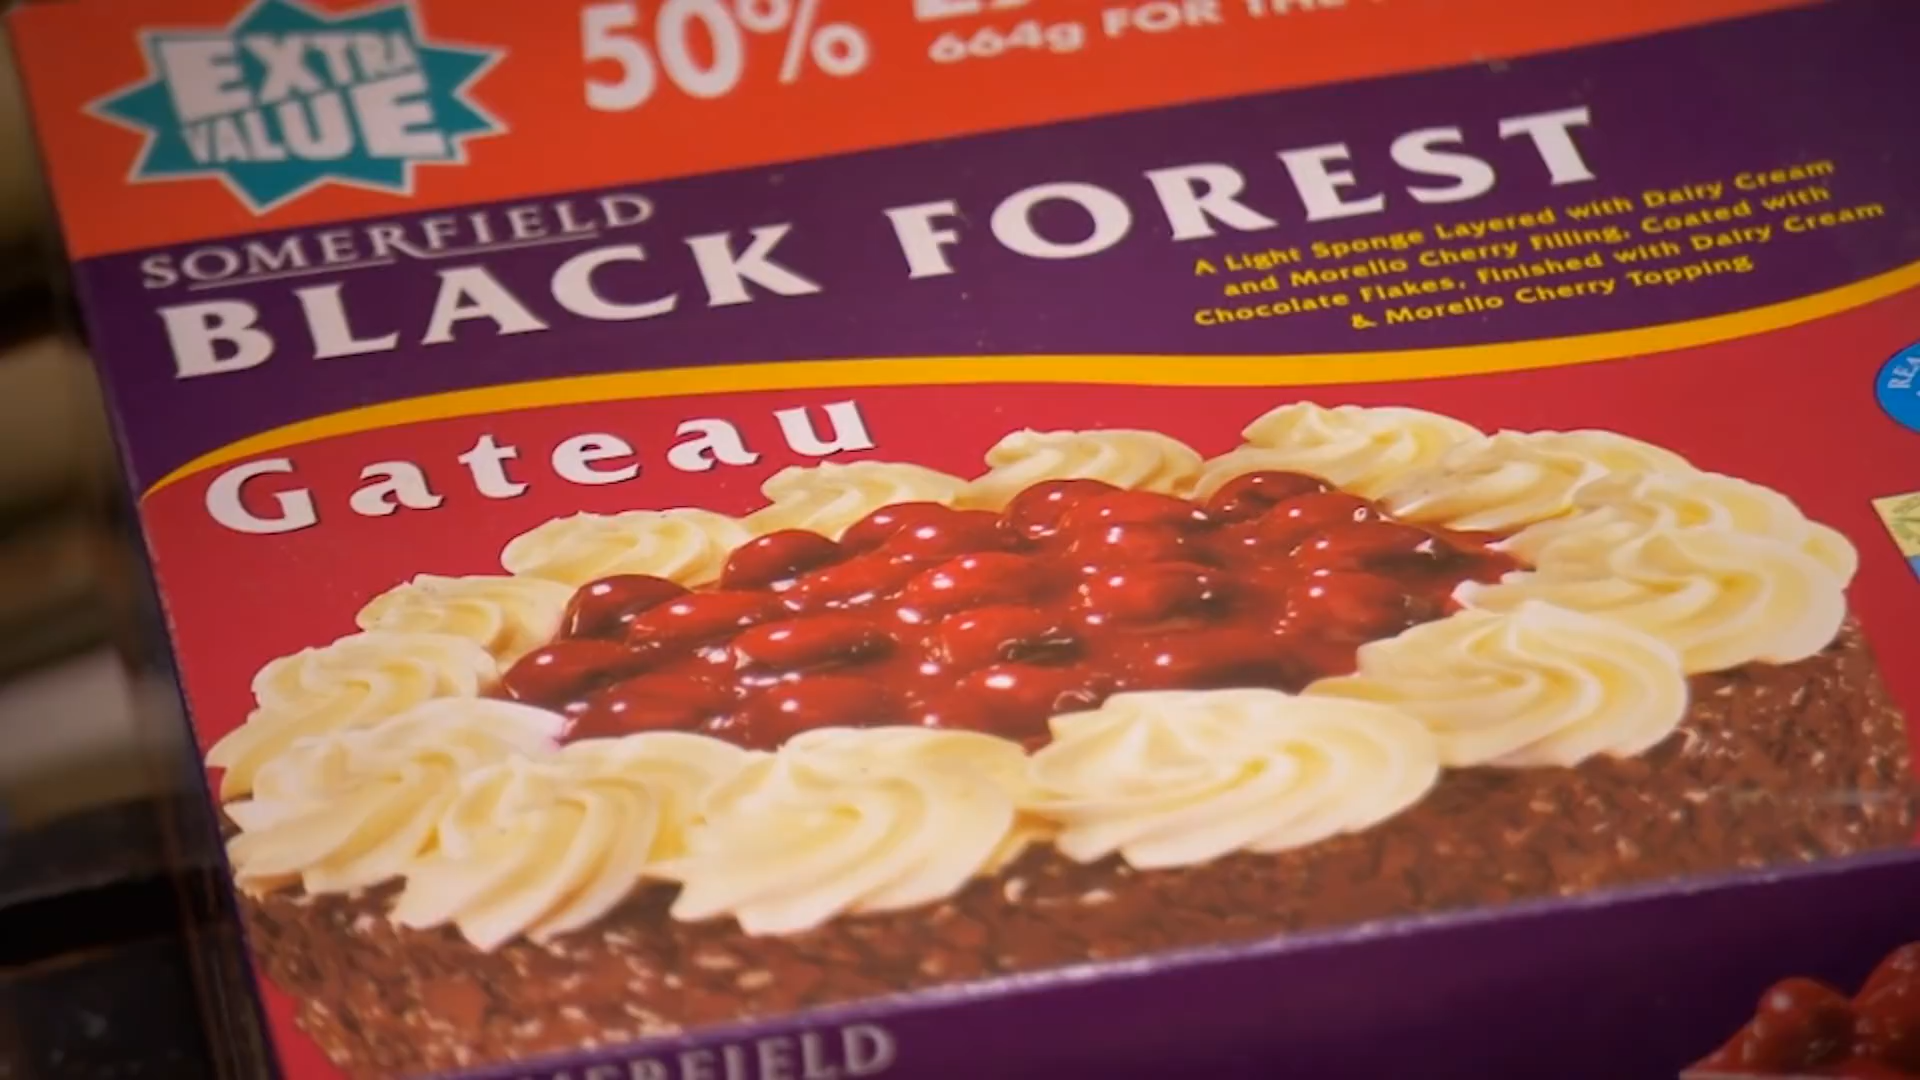 EXTRA
VALUE
50%
664g FOR THE
SOMERFIELD
BLACK FOREST
A Light Sponge Layered with Dairy Cream
and Morello Cherry Filling, Coated with
Chocolate Flakes, Finished with Dairy Cream
& Morello Cherry Topping
Gateau
SOMERFIELD